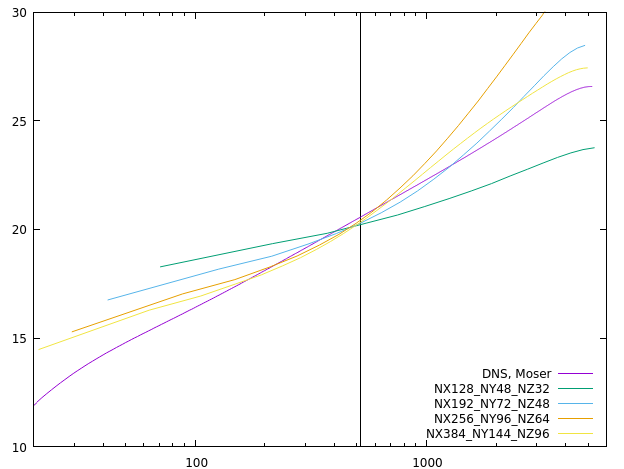 30
25
20
15
10
100
1000
DNS, Moser
NX128_NY48_NZ32
NX192_NY72_NZ48
NX256_NY96_NZ64
NX384_NY144_NZ96